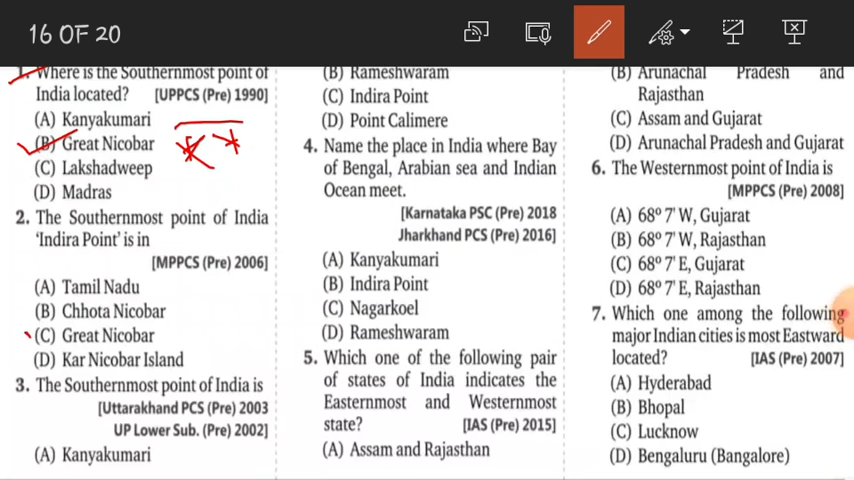 16 OF 20
1. Where is the Southernmost point of
India located? [UPPCS (Pre) 1990]
(A) Kanyakumari
(B) Great Nicobar
(C) Lakshadweep
(D) Madras
2. The Southernmost point of India
'Indira Point' is in
[MPPCS (Pre) 2006]
(A) Tamil Nadu
(B) Chhota Nicobar
(C) Great Nicobar
(D) Kar Nicobar Island
3. The Southernmost point of India is
[Uttarakhand PCS (Pre) 2003
UP Lower Sub. (Pre) 2002]
(A) Kanyakumari
(B) Rameshwaram
(C) Indira Point
(D) Point Calimere
4. Name the place in India where Bay
of Bengal, Arabian sea and Indian
Ocean meet.
[Karnataka PSC (Pre) 2018
Jharkhand PCS (Pre) 2016]
(A) Kanyakumari
(B) Indira Point
(C) Nagarkoel
(D) Rameshwaram
5. Which one of the following pair
of states of India indicates the
Easternmost and Westernmost
state? [IAS (Pre) 2015]
(A) Assam and Rajasthan
(B) Arunachal Pradesh and
Rajasthan
(C) Assam and Gujarat
(D) Arunachal Pradesh and Gujarat
6. The Westernmost point of India is
[MPPCS (Pre) 2008]
(A) 68º 7' W, Gujarat
(B) 68º 7' W, Rajasthan
(C) 68º 7' E, Gujarat
(D) 68º 7' E, Rajasthan
7. Which one among the following
major Indian cities is most Eastward
located? [IAS (Pre) 2007]
(A) Hyderabad
(B) Bhopal
(C) Lucknow
(D) Bengaluru (Bangalore)